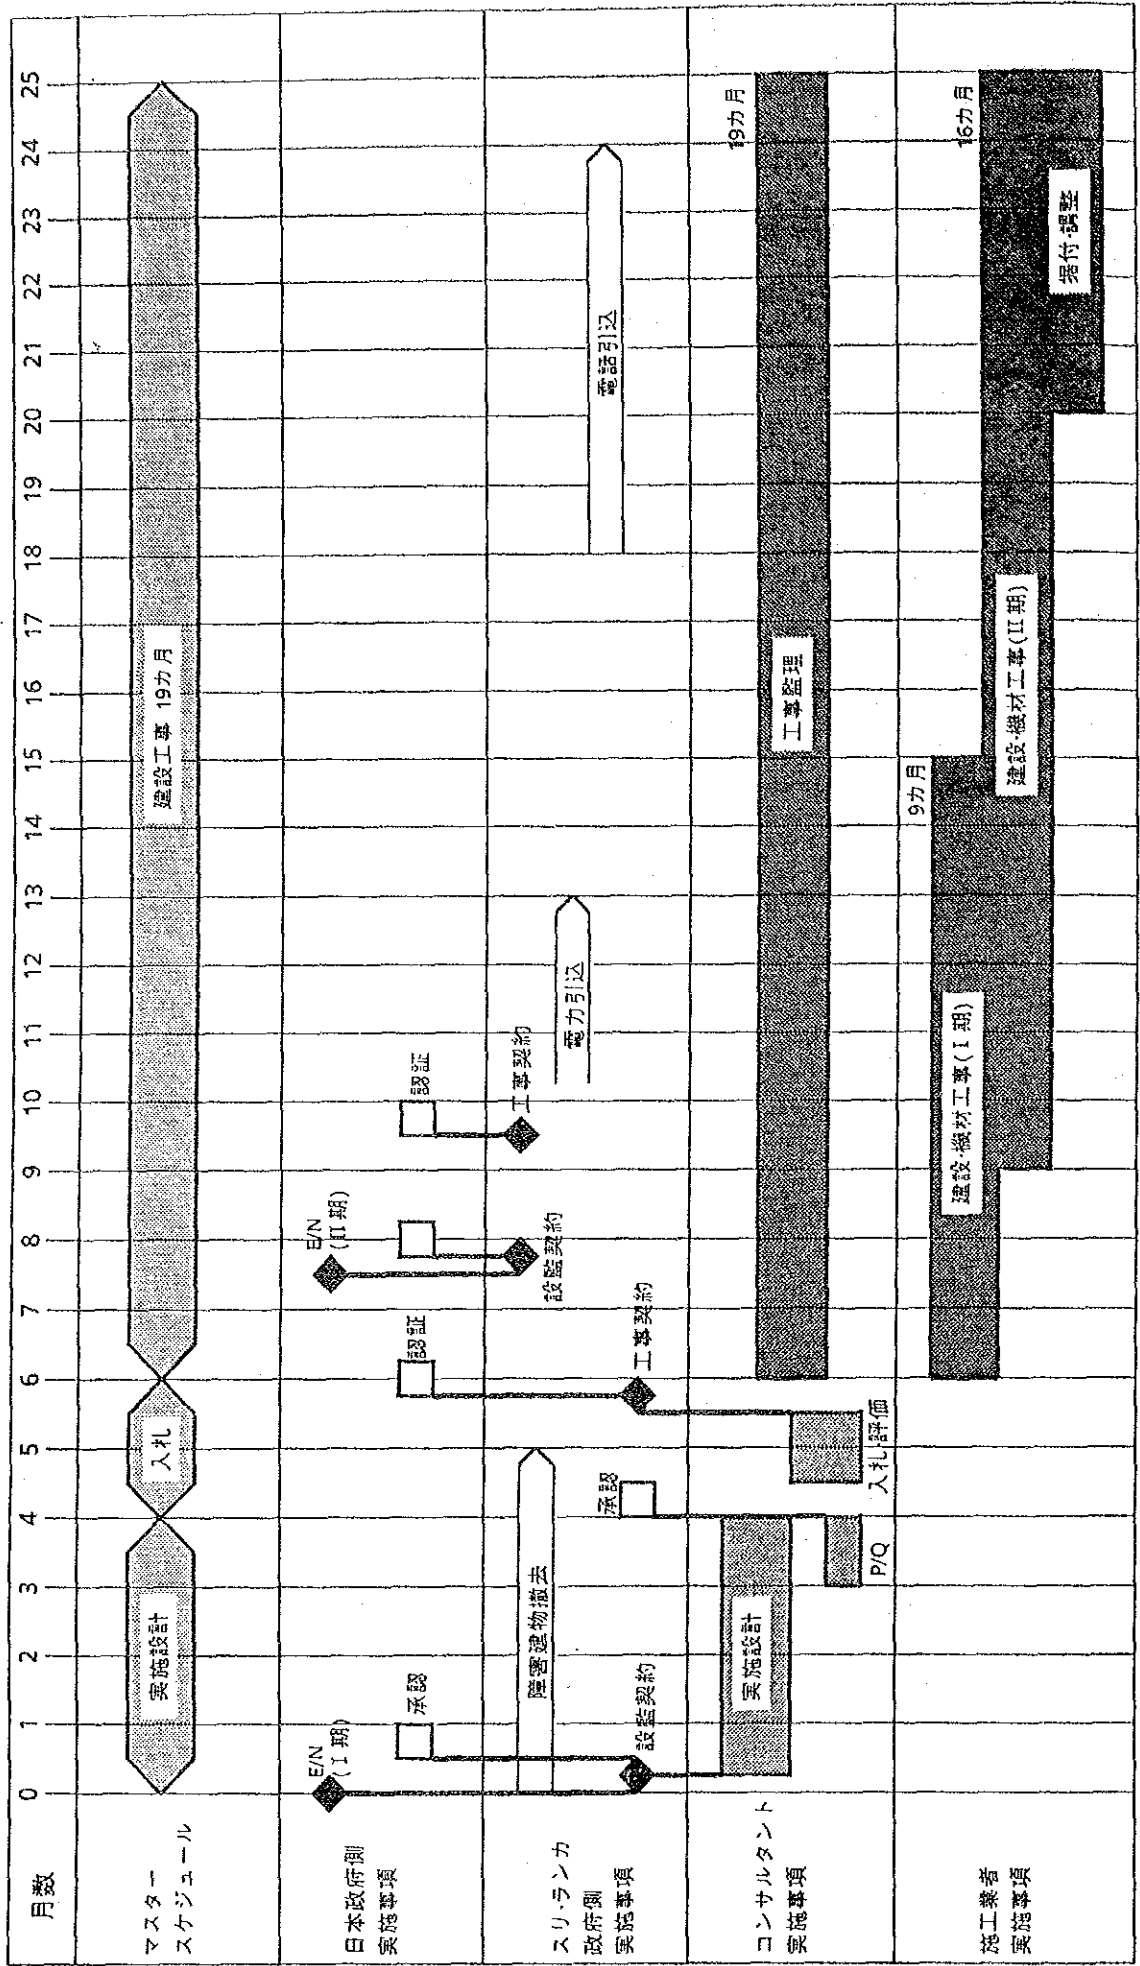 月数
0 1 2 3 4 5 6 7 8 9 10 11 12 13 14 15 16 17 18 19 20 21 22 23 24 25
マスター
スケジュール
実施設計
入札
建設工事 19カ月
日本政府側
実施事項
E/N
(I 期)
承認
認証
E/N
(II 期)
認証
スリ・ランカ
政府側
実施事項
障害建物撤去
設監契約
承認
工事契約
設監契約
工事契約
電力引込
電話引込
コンサルタント
実施事項
実施設計
P/Q
入札・評価
工事監理
19カ月
施工業者
実施事項
建設・機材工事(I 期)
9カ月
建設・機材工事(II 期)
16カ月
据付・調整